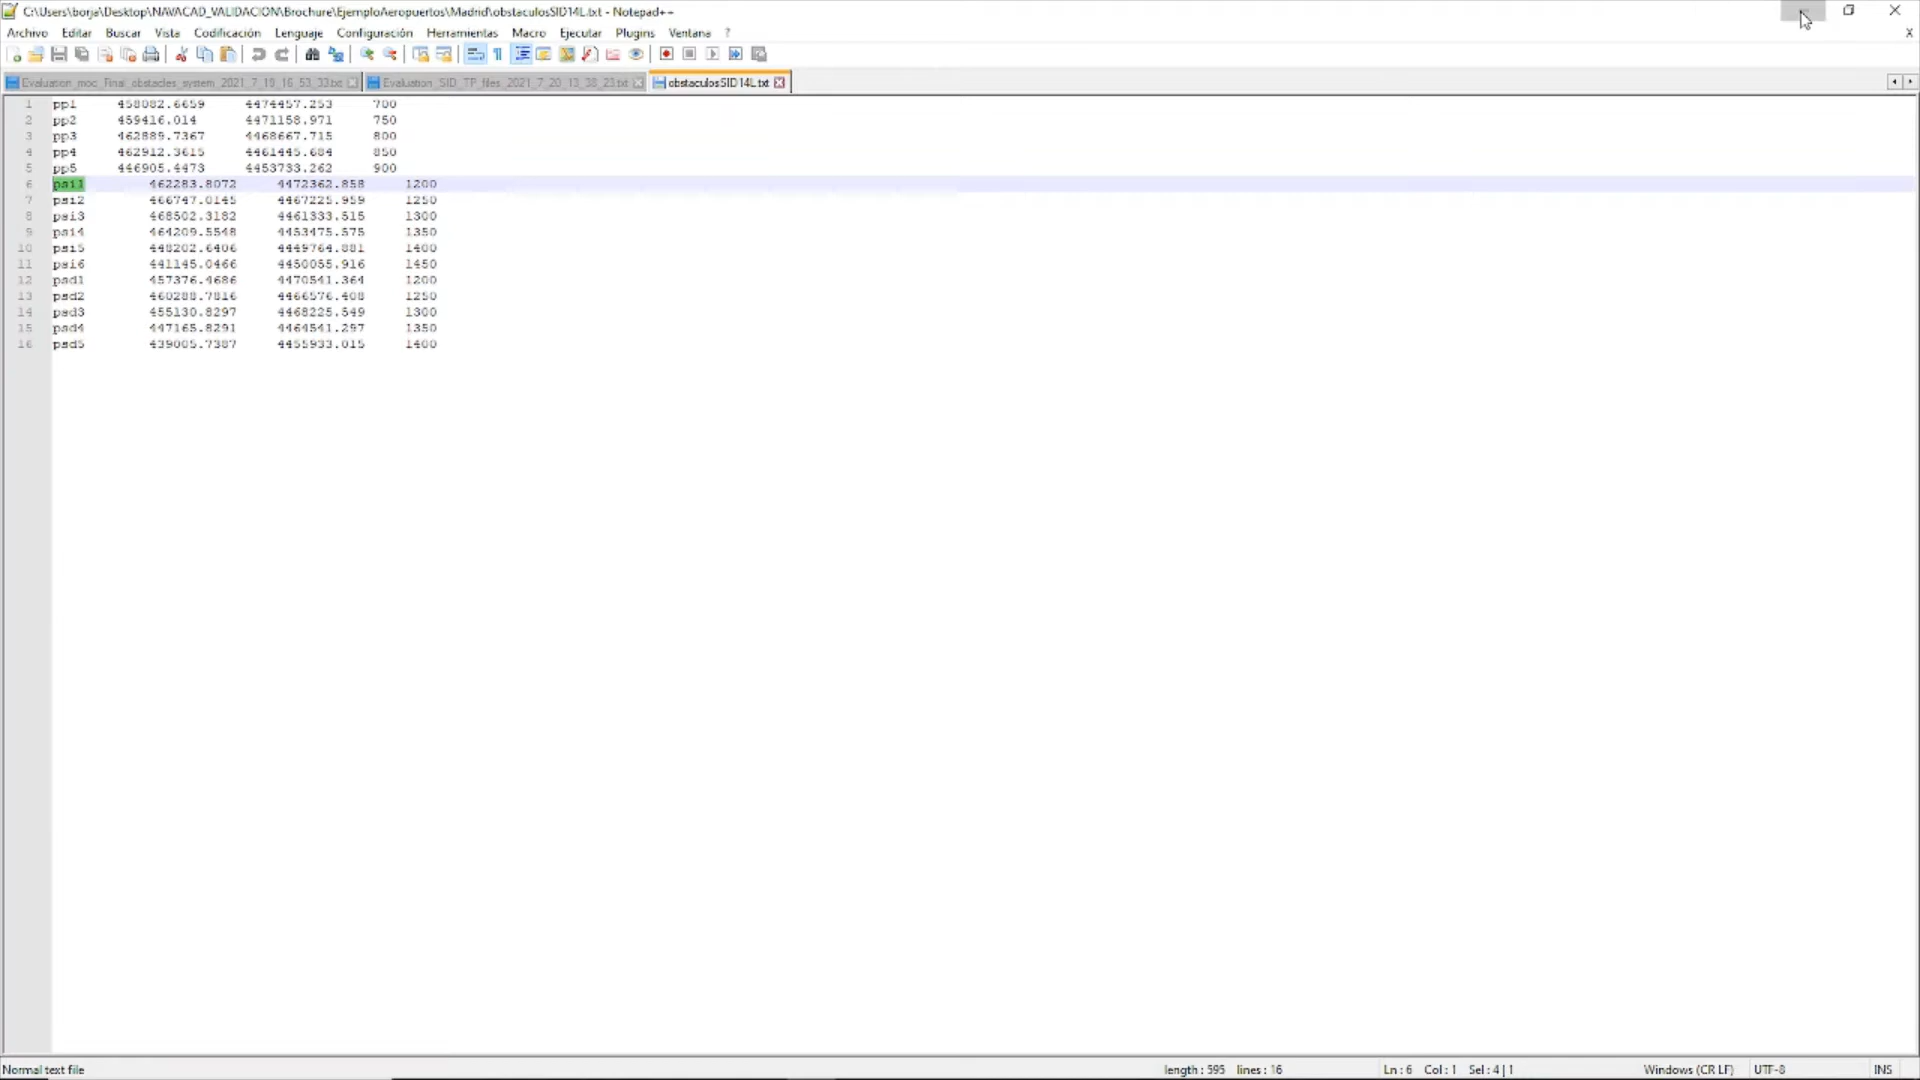 C:\Users\borja\Desktop\NAVACAD_VALIDACION\Brochure\EjemploAeropuertos\Madrid\obstaculosSID14L.txt - Notepad++
Archivo Editar Buscar Vista Codificación Lenguaje Configuración Herramientas Macro Ejecutar Plugins Ventana ? X
Evaluation_moc_Final_obstacles_system_2021_7_19_16_53_33.txt Evaluation_SID_TP_files_2021_7_20_13_38_23.txt obstaculosSID14L.txt
1 pp1 458082.6659 4474457.253 700
2 pp2 459416.014 4471158.971 750
3 pp3 462889.7367 4468667.715 800
4 pp4 462912.3615 4461445.684 850
5 pp5 446905.4473 4453733.262 900
6 psi1 462283.8072 4472362.858 1200
7 psi2 466747.0145 4467225.959 1250
8 psi3 468502.3182 4461333.515 1300
9 psi4 464209.5548 4453475.575 1350
10 psi5 448202.6406 4449764.881 1400
11 psi6 441145.0466 4450055.916 1450
12 psd1 457376.4686 4470541.364 1200
13 psd2 460288.7816 4466576.408 1250
14 psd3 455130.8297 4468225.549 1300
15 psd4 447165.8291 4464541.297 1350
16 psd5 439005.7387 4455933.015 1400
Normal text file length : 595 lines : 16 Ln : 6 Col : 1 Sel : 4 | 1 Windows (CR LF) UTF-8 INS